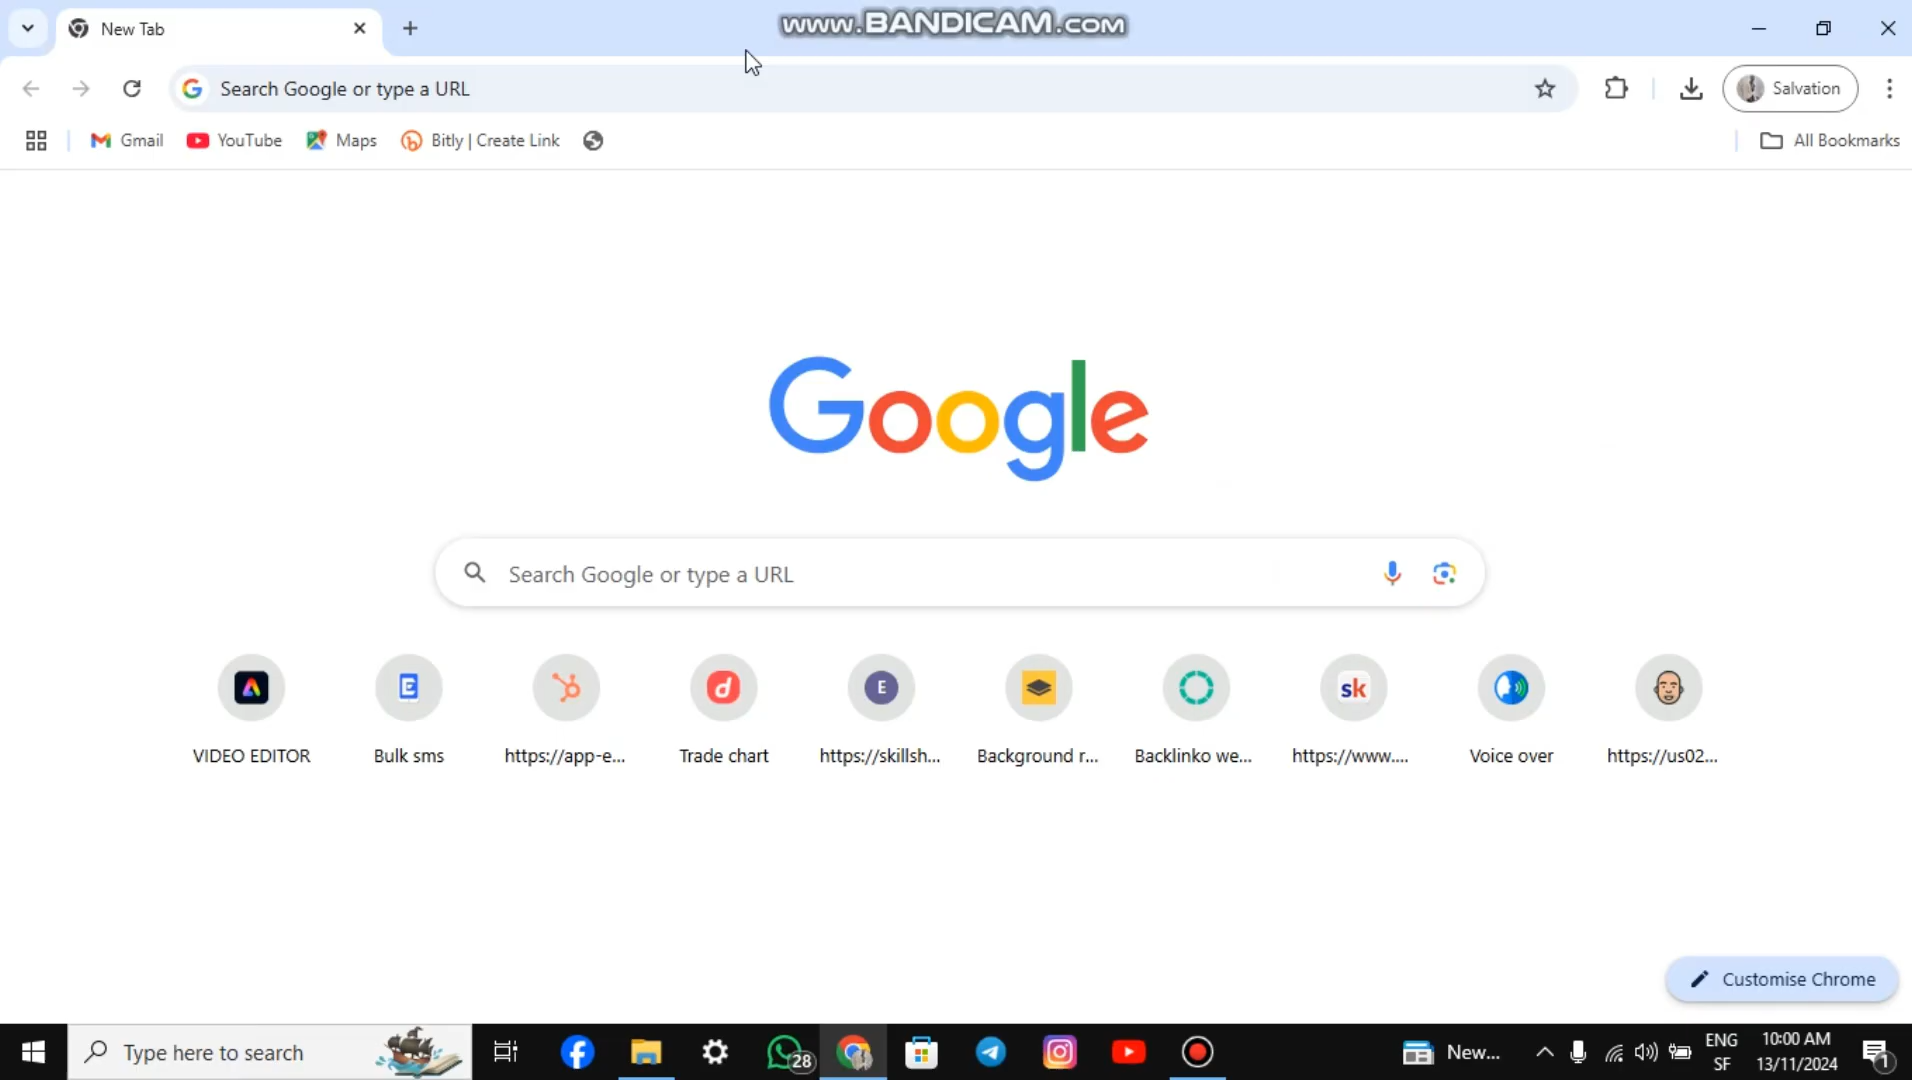 New Tab
www.BANDICAM.com
Search Google or type a URL
Salvation
Gmail
YouTube
Maps
Bitly | Create Link
All Bookmarks
Google
Search Google or type a URL
E
d
E
sk
VIDEO EDITOR
Bulk sms
https://app-e...
Trade chart
https://skillsh...
Background r...
Backlinko we...
https://www....
Voice over
https://us02...
Customise Chrome
Type here to search
28
New...
ENG
SF
10:00 AM
13/11/2024
1